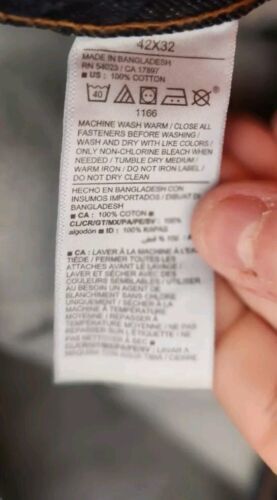 42X32
MADE IN BANGLADESH
RN 54023 / CA 17897
■ US : 100% COTTON
40
1166
MACHINE WASH WARM / CLOSE ALL
FASTENERS BEFORE WASHING /
WASH AND DRY WITH LIKE COLORS /
ONLY NON-CHLORINE BLEACH WHEN
NEEDED / TUMBLE DRY MEDIUM /
WARM IRON / DO NOT IRON LABEL /
DO NOT DRY CLEAN
HECHO EN BANGLADESH CON
INSUMOS IMPORTADOS /
BANGLADESH
■ CA : 100% COTON
CL/CR/GT/MX/PA/PE/SV : 100%
algodón ■ ID : 100% KAPAS
■ CA : LAVER À LA MACHINE À L'EAU
TIÈDE / FERMER TOUTES LES
ATTACHES AVANT LE LAVAGE /
LAVER ET SÉCHER AVEC DES
COULEURS SEMBLABLES / UTILISER
AU BESOIN UN AGENT DE
BLANCHIMENT SANS CHLORE
UNIQUEMENT / SÉCHER À LA
MACHINE À TEMPÉRATURE
MOYENNE / REPASSER À
TEMPÉRATURE MOYENNE / NE PAS
REPASSER SUR L'ÉTIQUETTE / NE
PAS NETTOYER À SEC